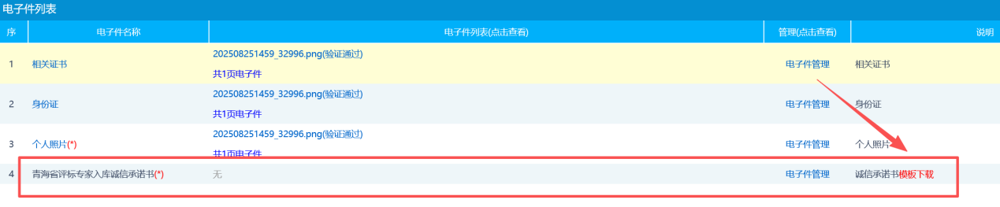 电子件列表
序 电子件名称 电子件列表(点击查看) 管理(点击查看) 说明
202508251459_32996.png(验证通过)
1 相关证书 电子件管理 相关证书
共1页电子件
202508251459_32996.png(验证通过)
2 身份证 电子件管理 身份证
共1页电子件
202508251459_32996.png(验证通过)
3 个人照片(*) 电子件管理 个人照片
共1页电子件
4 青海省评标专家入库诚信承诺书(*) 无 电子件管理 诚信承诺书模板下载